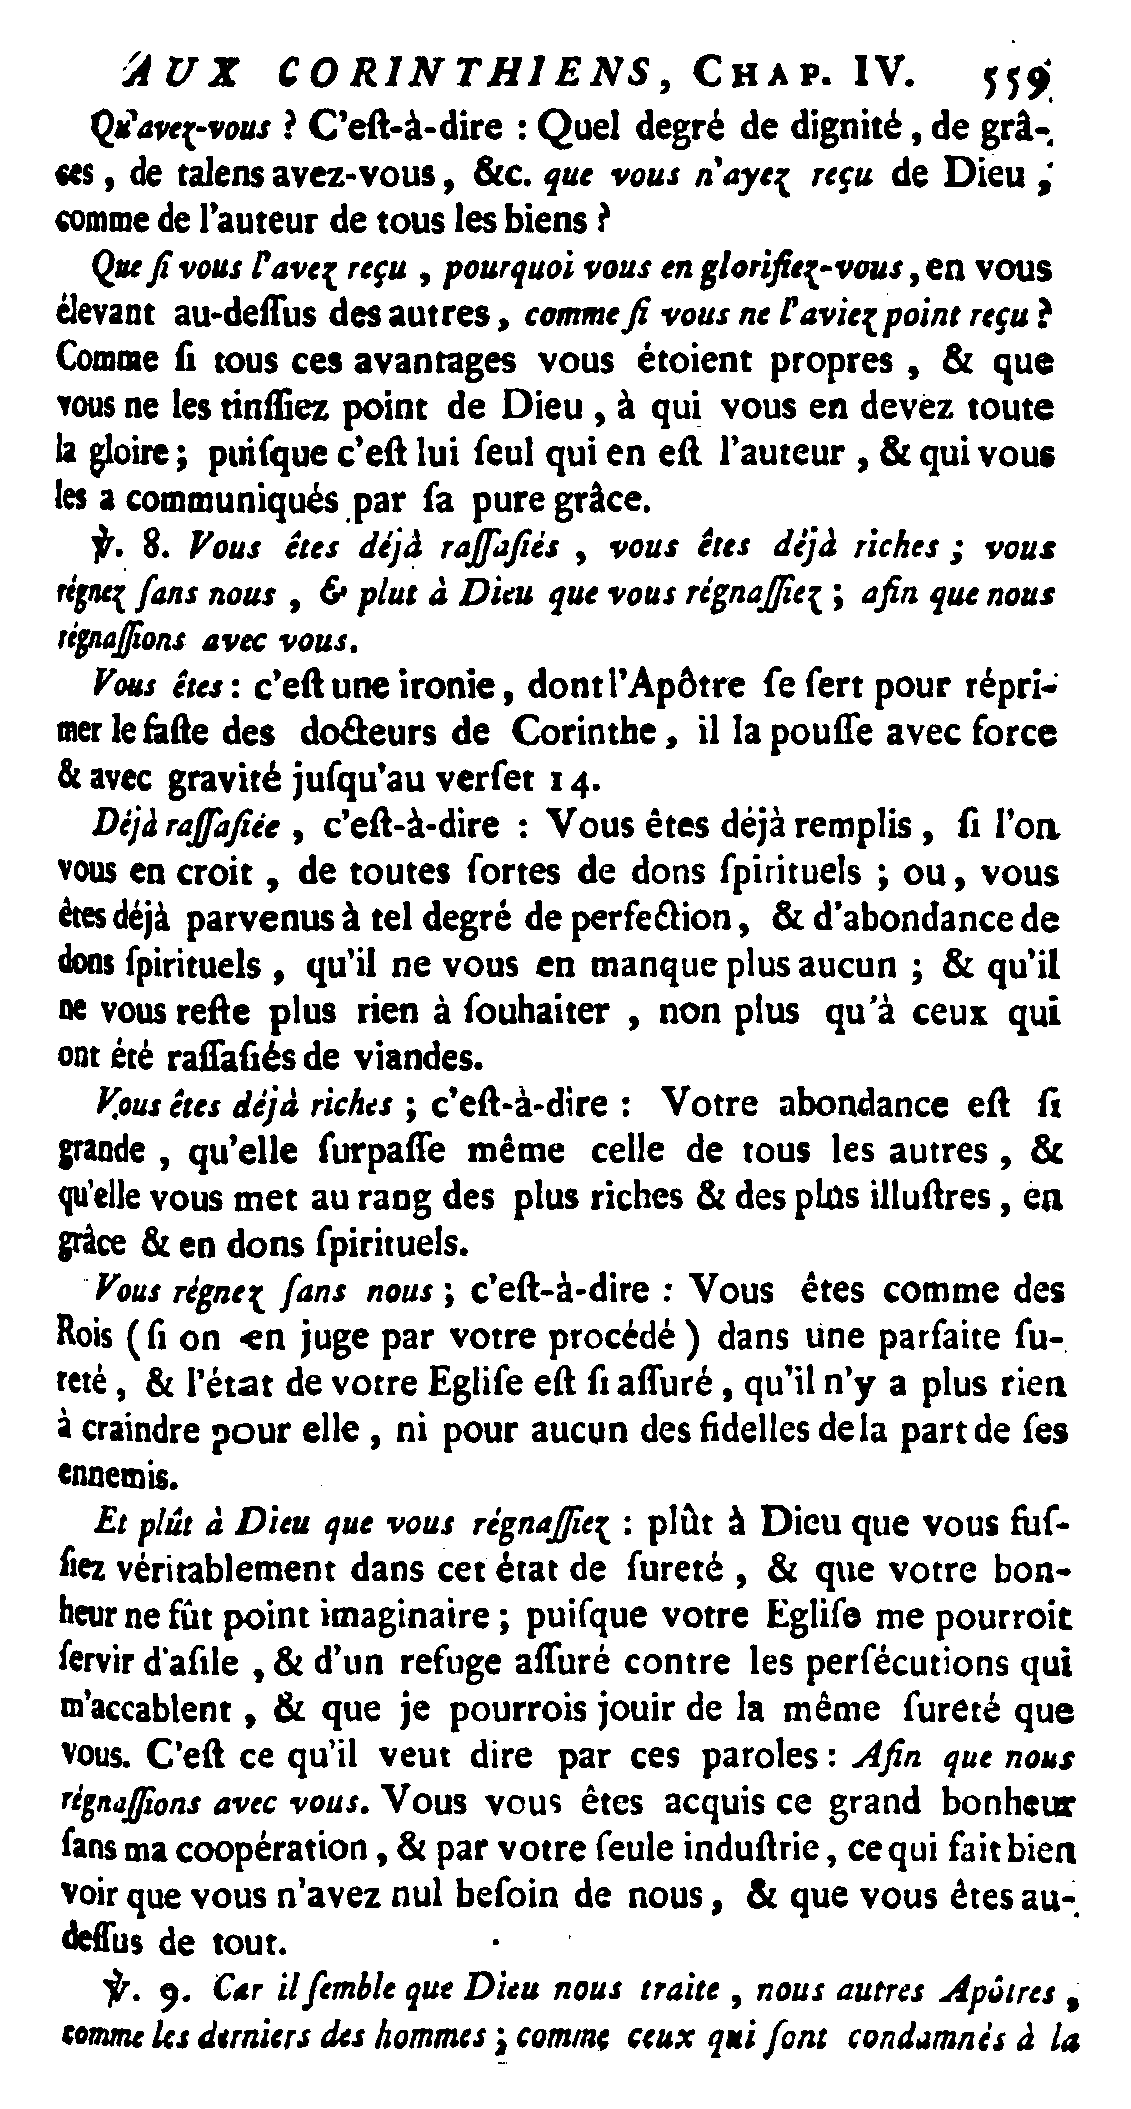 AUX CORINTHIENS, CHAP. IV. 559
Qu'avez-vous ? C'eſt-à-dire : Quel degré de dignité, de grâ-
ces, de talens avez-vous, &c. que vous n'ayez reçu de Dieu,
comme de l'auteur de tous les biens ?
Que ſi vous l'avez reçu, pourquoi vous en glorifiez-vous, en vous
élevant au-deſſus des autres, comme ſi vous ne l'aviez point reçu ?
Comme ſi tous ces avantages vous étoient propres, & que
vous ne les tinſſiez point de Dieu, à qui vous en devez toute
la gloire ; puiſque c'eſt lui ſeul qui en eſt l'auteur, & qui vous
les a communiqués par ſa pure grâce.
℣. 8. Vous êtes déjà raſſaſiés, vous êtes déjà riches ; vous
régnez ſans nous, & plut à Dieu que vous régnaſſiez ; afin que nous
régnaſſions avec vous.
Vous êtes : c'eſt une ironie, dont l'Apôtre ſe ſert pour répri-
mer le faſte des docteurs de Corinthe, il la pouſſe avec force
& avec gravité juſqu'au verſet 14.
Déjà raſſaſiée, c'eſt-à-dire : Vous êtes déjà remplis, ſi l'on
vous en croit, de toutes ſortes de dons ſpirituels ; ou, vous
êtes déjà parvenus à tel degré de perfection, & d'abondance de
dons ſpirituels, qu'il ne vous en manque plus aucun ; & qu'il
ne vous reſte plus rien à ſouhaiter, non plus qu'à ceux qui
ont été raſſaſiés de viandes.
Vous êtes déjà riches ; c'eſt-à-dire : Votre abondance eſt ſi
grande, qu'elle ſurpaſſe même celle de tous les autres, &
qu'elle vous met au rang des plus riches & des plus illuſtres, en
grâce & en dons ſpirituels.
Vous régnez ſans nous ; c'eſt-à-dire : Vous êtes comme des
Rois (ſi on en juge par votre procédé) dans une parfaite ſu-
reté, & l'état de votre Egliſe eſt ſi aſſuré, qu'il n'y a plus rien
à craindre pour elle, ni pour aucun des fidelles de la part de ſes
ennemis.
Et plût à Dieu que vous régnaſſiez : plût à Dieu que vous fuſ-
ſiez véritablement dans cet état de ſureté, & que votre bon-
heur ne fût point imaginaire ; puiſque votre Egliſe me pourroit
ſervir d'aſile, & d'un refuge aſſuré contre les perſécutions qui
m'accablent, & que je pourrois jouir de la même ſureté que
vous. C'eſt ce qu'il veut dire par ces paroles : Afin que nous
régnaſſions avec vous. Vous vous êtes acquis ce grand bonheur
ſans ma coopération, & par votre ſeule induſtrie, ce qui fait bien
voir que vous n'avez nul beſoin de nous, & que vous êtes au-
deſſus de tout.
℣. 9. Car il ſemble que Dieu nous traite, nous autres Apôtres,
comme les derniers des hommes ; comme ceux qui ſont condamnés à la